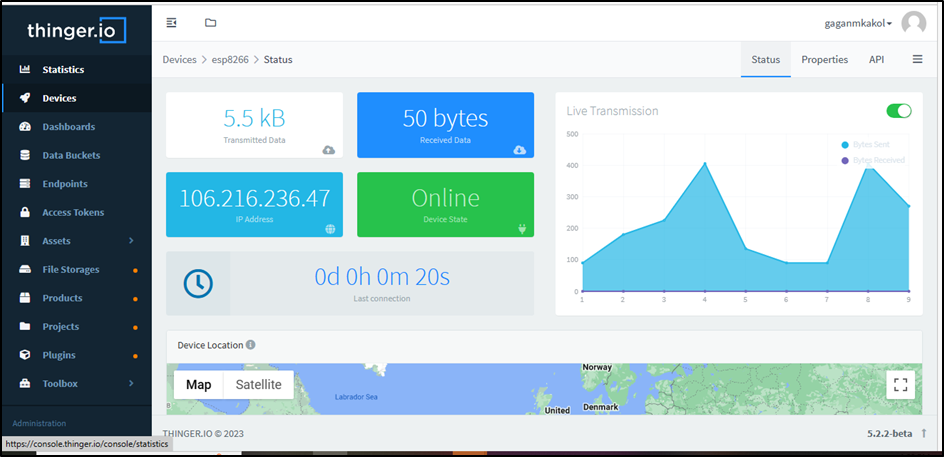 thinger.io
gaganmkakol
Statistics
Devices
Dashboards
Data Buckets
Endpoints
Access Tokens
Assets
File Storages
Products
Projects
Plugins
Toolbox
Administration
https://console.thinger.io/console/statistics
Devices > esp8266 > Status
Status
Properties
API
5.5 kB
Transmitted Data
50 bytes
Received Data
106.216.236.47
IP Address
Online
Device State
0d 0h 0m 20s
Last connection
Live Transmission
Bytes Sent
Bytes Received
500
400
300
200
100
0
1 2 3 4 5 6 7 8 9
Device Location
Map
Satellite
Labrador Sea
Norway
United
Denmark
THINGER.IO © 2023
5.2.2-beta